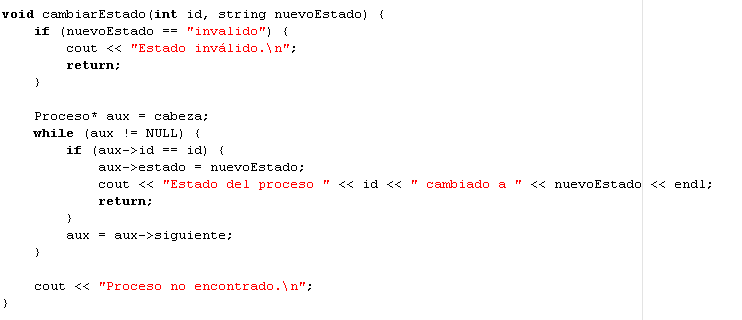 void cambiarEstado(int id, string nuevoEstado) {
    if (nuevoEstado == "invalido") {
        cout << "Estado inválido.\n";
        return;
    }

    Proceso* aux = cabeza;
    while (aux != NULL) {
        if (aux->id == id) {
            aux->estado = nuevoEstado;
            cout << "Estado del proceso " << id << " cambiado a " << nuevoEstado << endl;
            return;
        }
        aux = aux->siguiente;
    }

    cout << "Proceso no encontrado.\n";
}